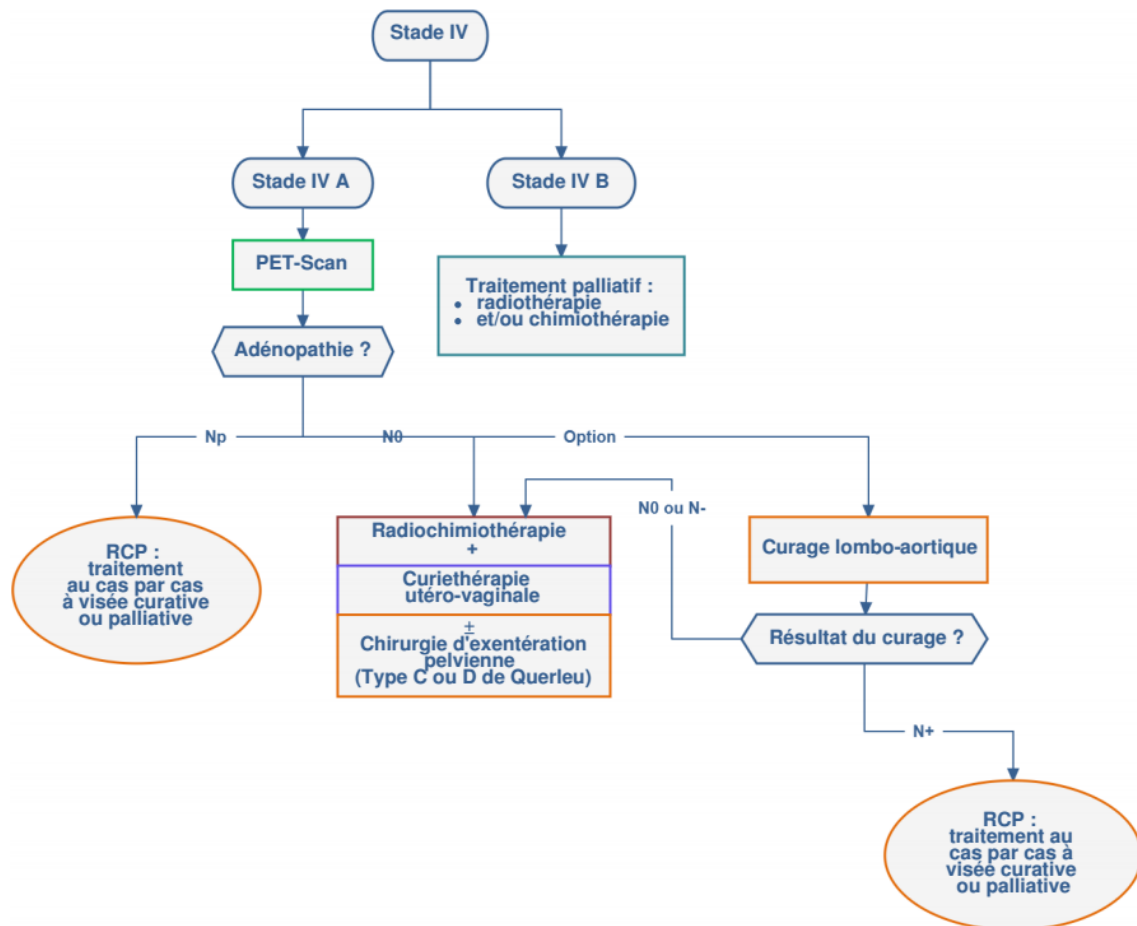 Stade IV
Stade IV A
Stade IV B
PET-Scan
Traitement palliatif :
• radiothérapie
• et/ou chimiothérapie
Adénopathie ?
Np
N0
Option
N0 ou N-
RCP :
traitement
au cas par cas
à visée curative
ou palliative
Radiochimiothérapie
+
Curiethérapie
utéro-vaginale
±
Chirurgie d'exentération
pelvienne
(Type C ou D de Querleu)
Curage lombo-aortique
Résultat du curage ?
N+
RCP :
traitement au
cas par cas à
visée curative
ou palliative